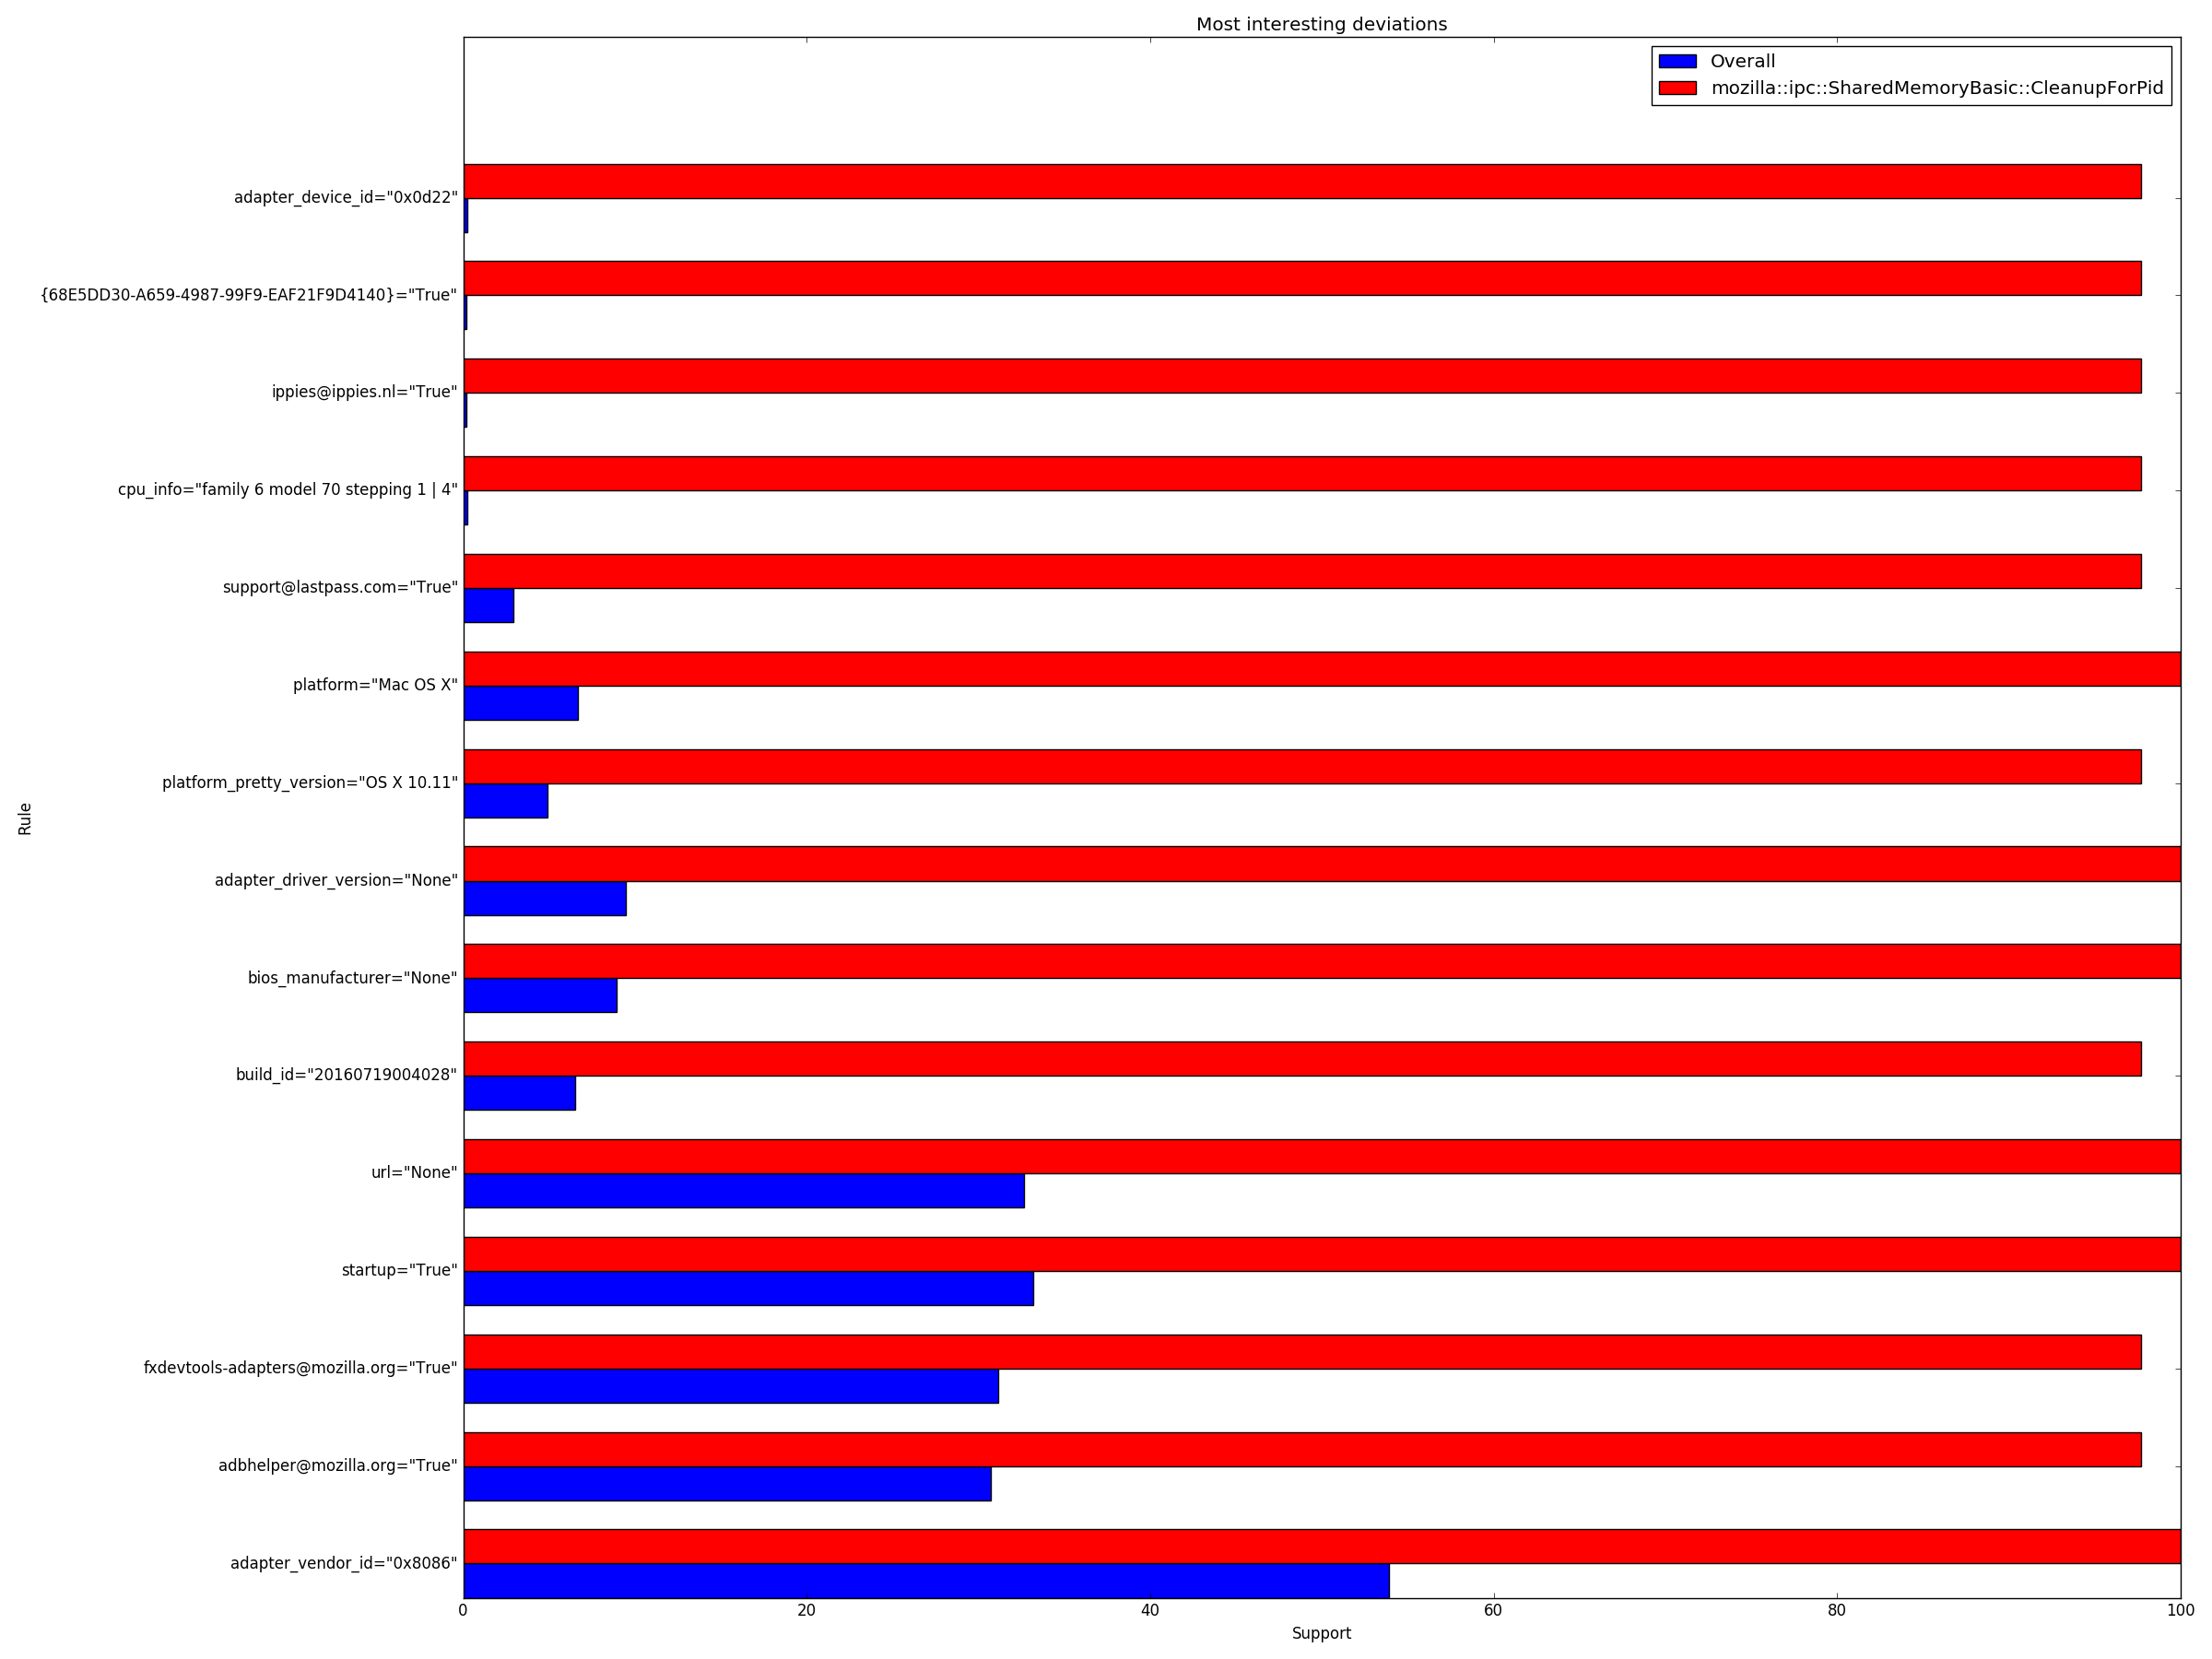 Most interesting deviations
Overall
mozilla::ipc::SharedMemoryBasic::CleanupForPid
adapter_device_id="0x0d22"
{68E5DD30-A659-4987-99F9-EAF21F9D4140}="True"
ippies@ippies.nl="True"
cpu_info="family 6 model 70 stepping 1 | 4"
support@lastpass.com="True"
platform="Mac OS X"
platform_pretty_version="OS X 10.11"
Rule
adapter_driver_version="None"
bios_manufacturer="None"
build_id="20160719004028"
url="None"
startup="True"
fxdevtools-adapters@mozilla.org="True"
adbhelper@mozilla.org="True"
adapter_vendor_id="0x8086"
0 20 40 60 80 100
Support